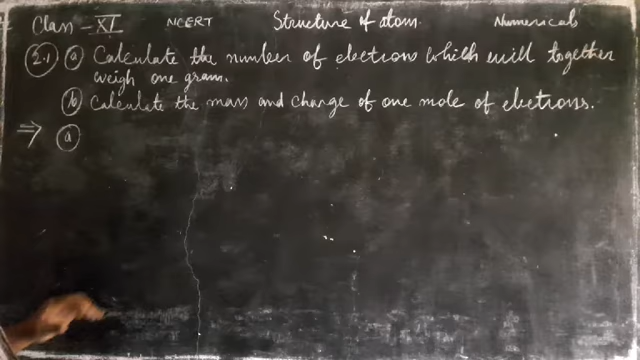 Class - XI NCERT Structure of atom. Numericals
2.1 a Calculate the number of electrons which will together
weigh one gram.
b Calculate the mass and charge of one mole of electrons.
⇒ a